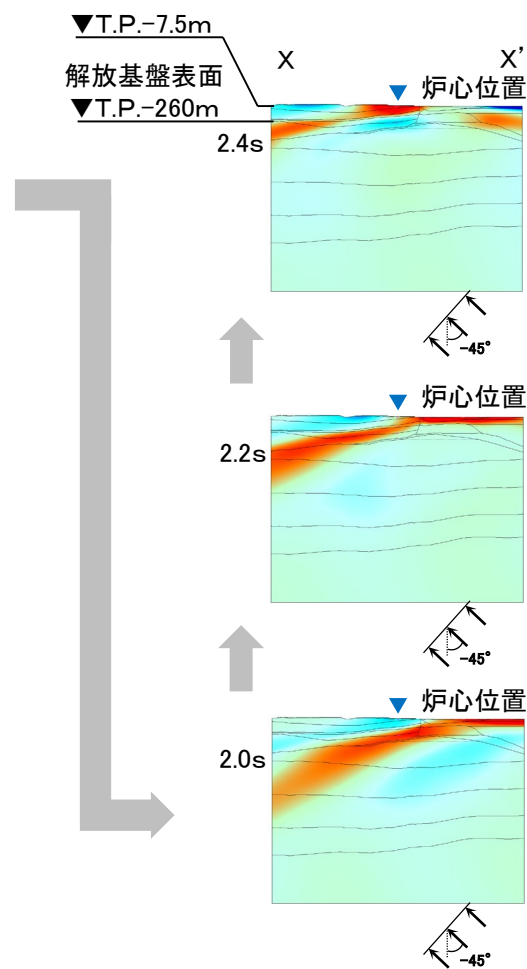 ▼T.P.-7.5m
X X'
解放基盤表面
▼T.P.-260m
▼ 炉心位置
2.4s
-45°
▼ 炉心位置
2.2s
-45°
▼ 炉心位置
2.0s
-45°